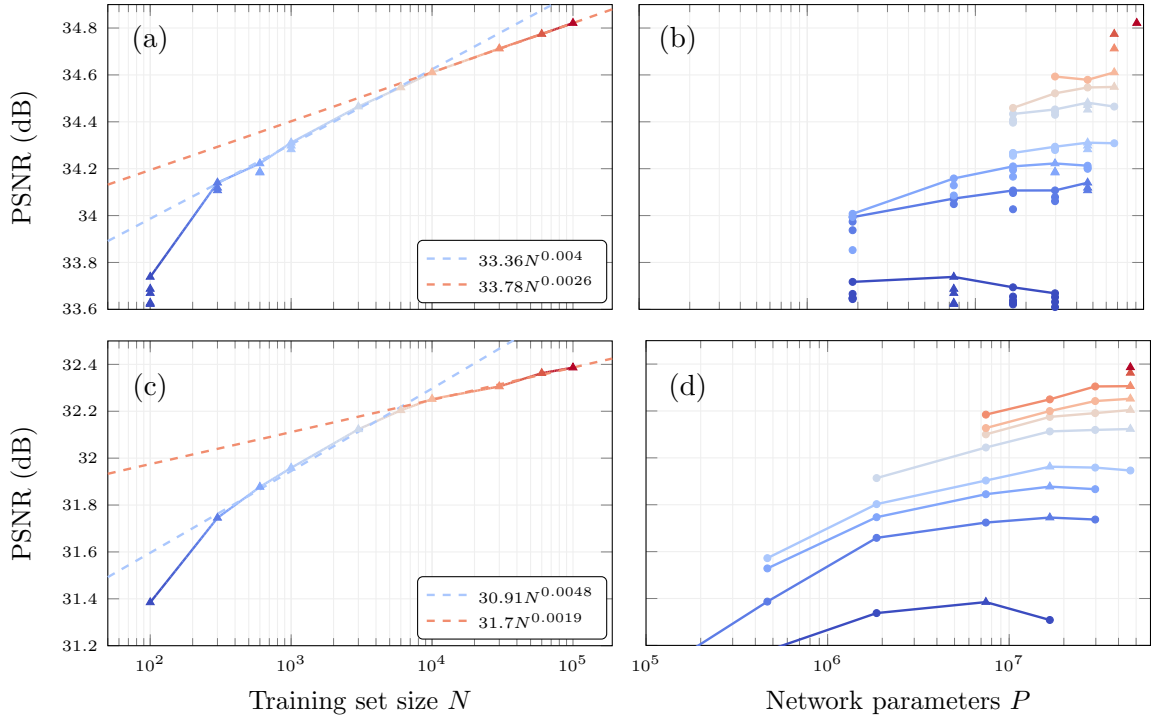 34.8
34.6
34.4
34.2
34
33.8
33.6
PSNR (dB)
(a)
33.36N^0.004
33.78N^0.0026
(b)
32.4
32.2
32
31.8
31.6
31.4
31.2
PSNR (dB)
(c)
30.91N^0.0048
31.7N^0.0019
(d)
10^2 10^3 10^4 10^5
Training set size N
10^5 10^6 10^7
Network parameters P